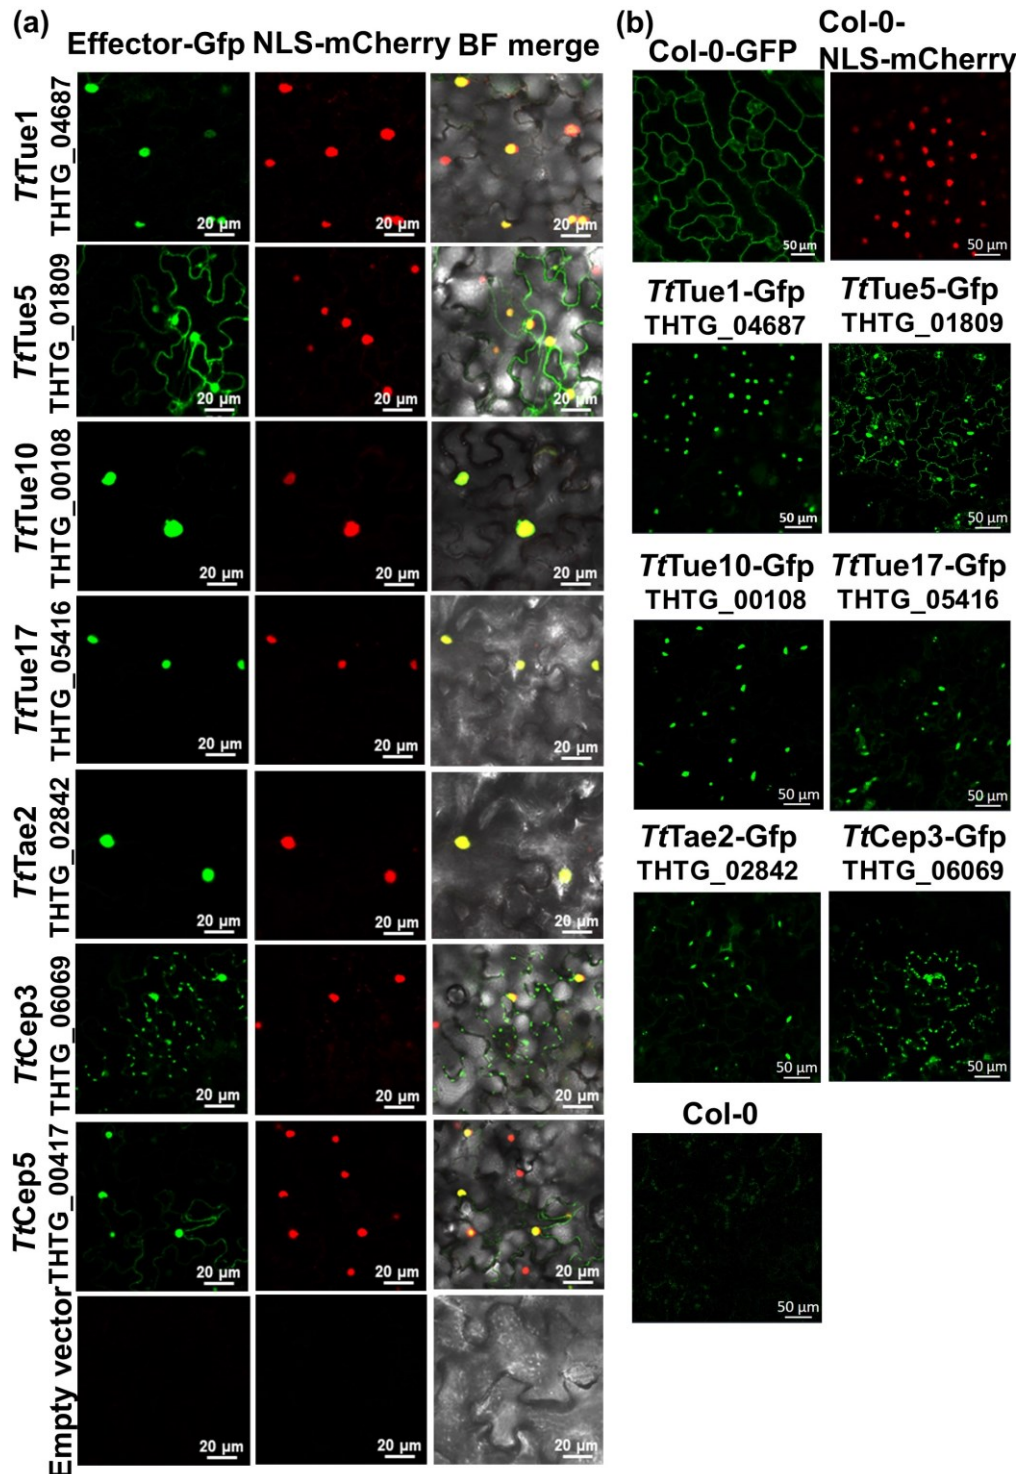 (a)
Effector-Gfp NLS-mCherry BF merge
TtTue1
THTG_04687
20 µm
20 µm
20 µm
TtTue5
THTG_01809
20 µm
20 µm
20 µm
TtTue10
THTG_00108
20 µm
20 µm
20 µm
TtTue17
THTG_05416
20 µm
20 µm
20 µm
TtTae2
THTG_02842
20 µm
20 µm
20 µm
TtCep3
THTG_06069
20 µm
20 µm
20 µm
TtCep5
THTG_00417
20 µm
20 µm
20 µm
Empty vector
20 µm
20 µm
20 µm
(b)
Col-0-GFP
Col-0-
NLS-mCherry
50 µm
50 µm
TtTue1-Gfp
THTG_04687
TtTue5-Gfp
THTG_01809
50 µm
50 µm
TtTue10-Gfp
THTG_00108
TtTue17-Gfp
THTG_05416
50 µm
50 µm
TtTae2-Gfp
THTG_02842
TtCep3-Gfp
THTG_06069
50 µm
50 µm
Col-0
50 µm